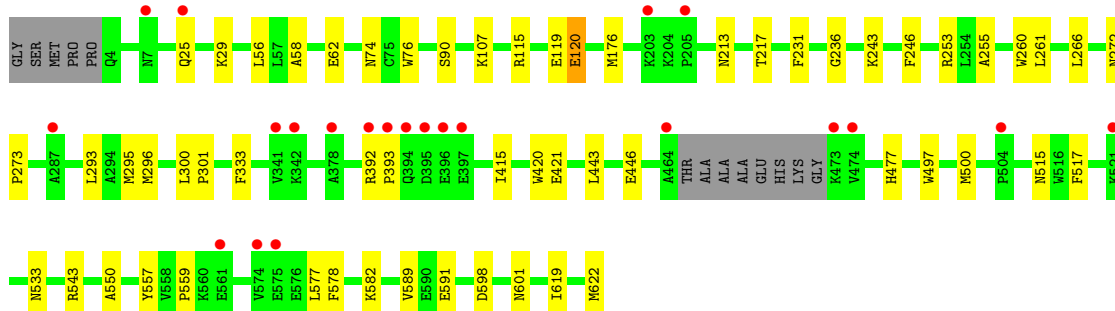 GLY SER MET PRO PRO Q4 N7 Q25 K29 L56 L57 A58 E62 N74 C75 W76 S90 K107 R115 E119 E120 M176 K203 K204 P205 N213 T217 F231 G236 K243 F246 R253 L254 A255 W260 L261 L266 N272
P273 A287 L293 A294 M295 M296 L300 P301 F333 V341 K342 A378 R392 P393 Q394 D395 E396 E397 I415 W420 E421 L443 E446 A464 THR ALA ALA ALA GLU HIS LYS GLY K473 V474 H477 W497 M500 P504 N515 W516 F517 K521
N533 R543 A550 Y557 V558 P559 K560 E561 V574 E575 E576 L577 F578 K582 V589 E590 E591 D598 N601 I619 M622